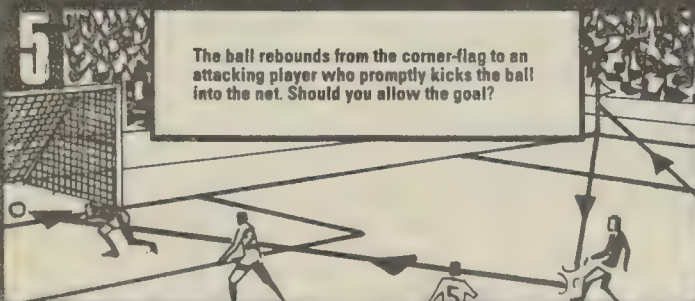 5
The ball rebounds from the corner-flag to an
attacking player who promptly kicks the ball
into the net. Should you allow the goal?
5